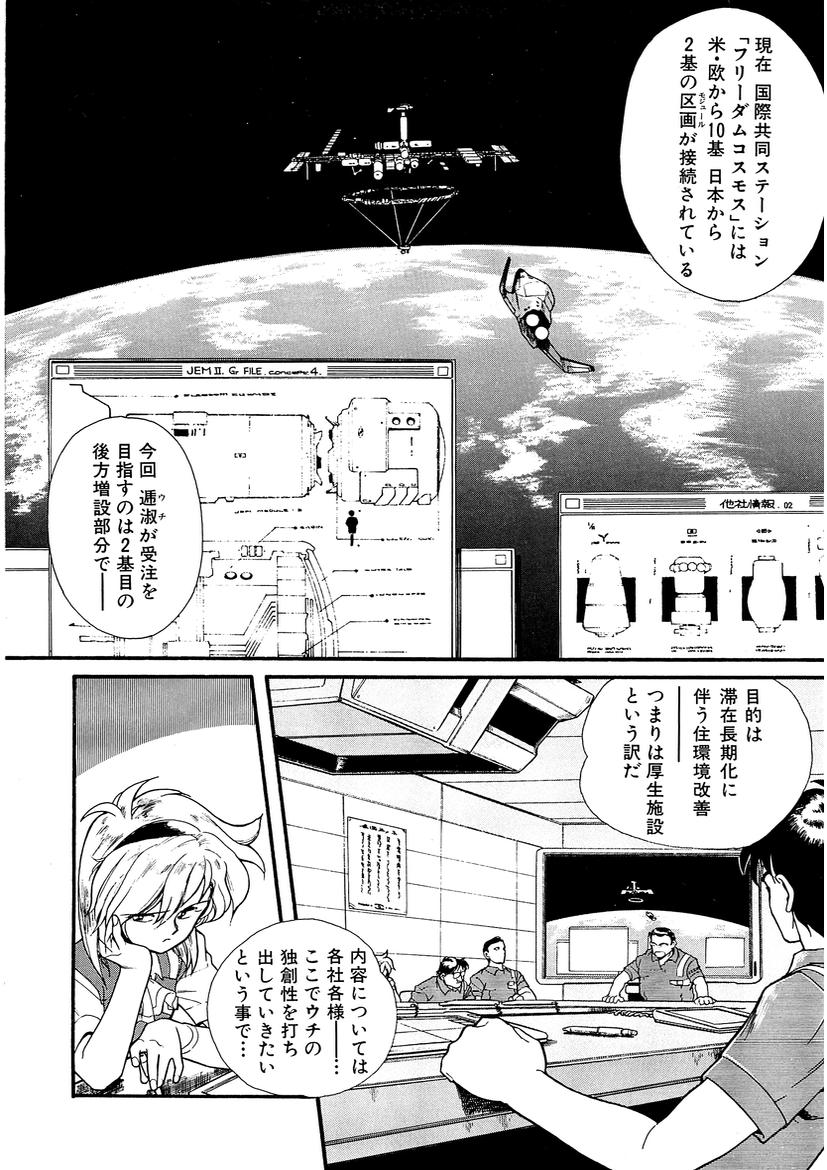 現在 国際共同ステーション
「フリーダムコスモス」には
米・欧から10基 日本から
2基の区画が接続されている
モジュール
JEM II. Gr FILE. concept 4.
今回 逓淑が受注を
ウチ
目指すのは2基目の
後方増設部分で――
他社情報. 02
目的は
滞在長期化に
伴う住環境改善
――
つまりは厚生施設
という訳だ
内容については
各社各様――…
ここでウチの
独創性を打ち
出していきたい
という事で…